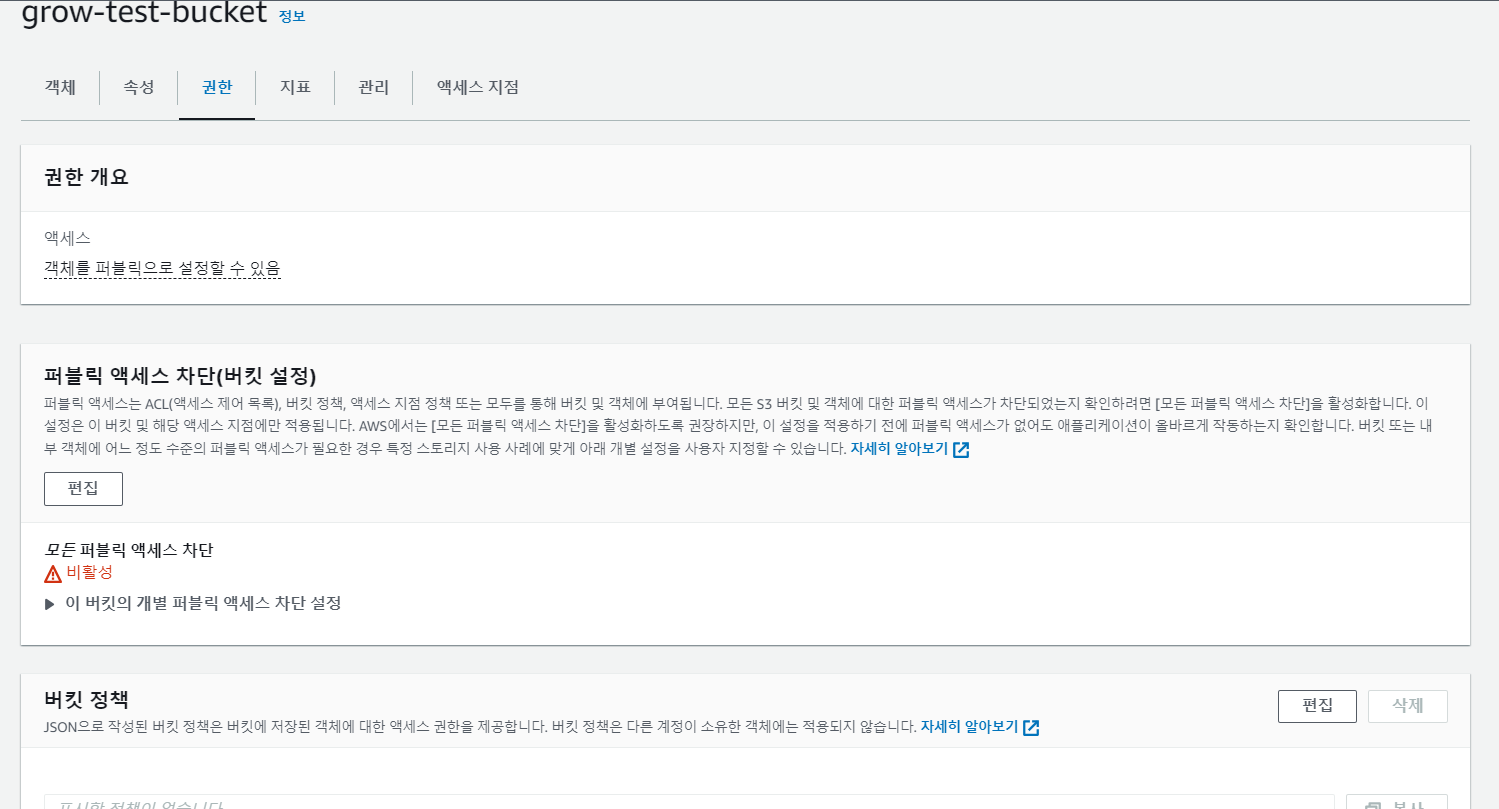 grow-test-bucket 정보
객체 속성 권한 지표 관리 액세스 지점
권한 개요
액세스
객체를 퍼블릭으로 설정할 수 있음
퍼블릭 액세스 차단(버킷 설정)
퍼블릭 액세스는 ACL(액세스 제어 목록), 버킷 정책, 액세스 지점 정책 또는 모두를 통해 버킷 및 객체에 부여됩니다. 모든 S3 버킷 및 객체에 대한 퍼블릭 액세스가 차단되었는지 확인하려면 [모든 퍼블릭 액세스 차단]을 활성화합니다. 이
설정은 이 버킷 및 해당 액세스 지점에만 적용됩니다. AWS에서는 [모든 퍼블릭 액세스 차단]을 활성화하도록 권장하지만, 이 설정을 적용하기 전에 퍼블릭 액세스가 없어도 애플리케이션이 올바르게 작동하는지 확인합니다. 버킷 또는 내
부 객체에 어느 정도 수준의 퍼블릭 액세스가 필요한 경우 특정 스토리지 사용 사례에 맞게 아래 개별 설정을 사용자 지정할 수 있습니다. 자세히 알아보기
편집
모든 퍼블릭 액세스 차단
비활성
이 버킷의 개별 퍼블릭 액세스 차단 설정
버킷 정책
편집 삭제
JSON으로 작성된 버킷 정책은 버킷에 저장된 객체에 대한 액세스 권한을 제공합니다. 버킷 정책은 다른 계정이 소유한 객체에는 적용되지 않습니다. 자세히 알아보기
표시할 정책이 없습니다.
복사